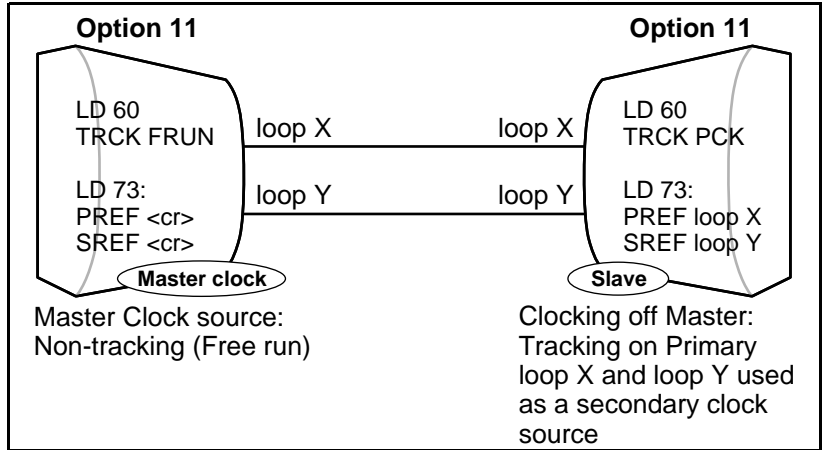 Option 11
LD 60
TRCK FRUN
LD 73:
PREF <cr>
SREF <cr>
Master clock
Master Clock source:
Non-tracking (Free run)
loop X
loop X
loop Y
loop Y
Option 11
LD 60
TRCK PCK
LD 73:
PREF loop X
SREF loop Y
Slave
Clocking off Master:
Tracking on Primary
loop X and loop Y used
as a secondary clock
source